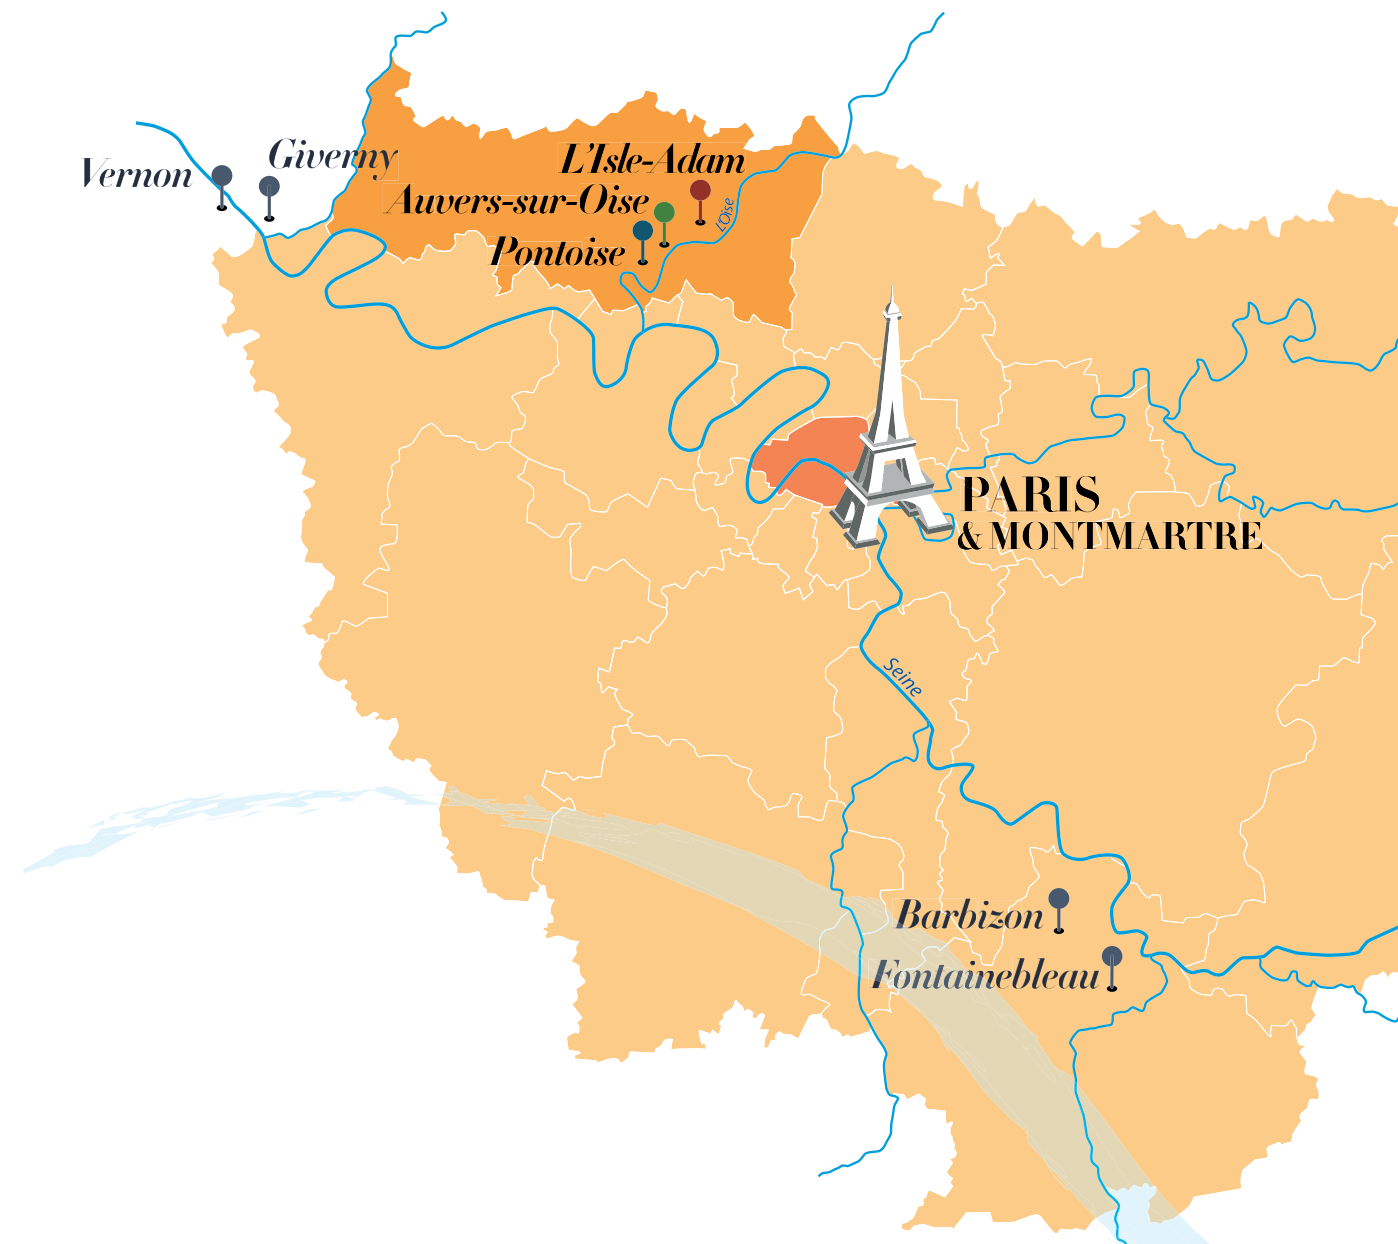 Giverny
Vernon
L'Isle-Adam
Auvers-sur-Oise
L'Oise
Pontoise
PARIS
& MONTMARTRE
Seine
Barbizon
Fontainebleau